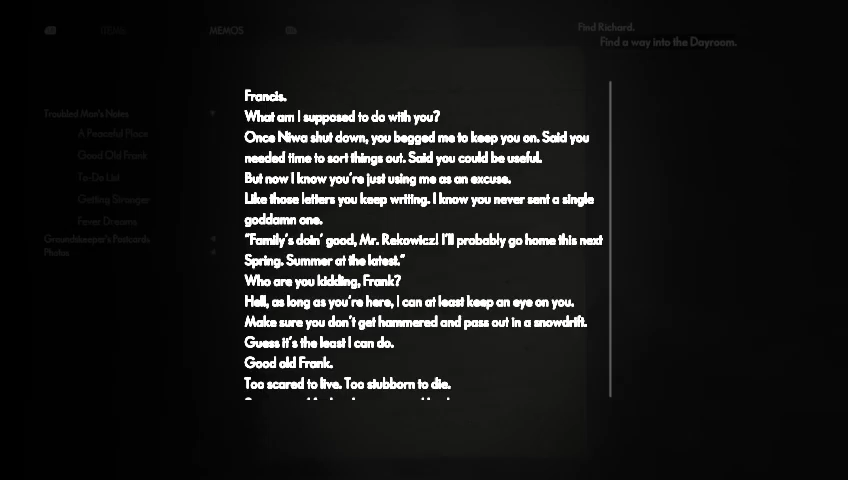 ITEMS
MEMOS
Find Richard.
Find a way into the Dayroom.
Troubled Man's Notes
A Peaceful Place
Good Old Frank
To-Do List
Getting Stranger
Fever Dreams
Groundskeeper's Postcards
Photos
Francis.
What am I supposed to do with you?
Once Niwa shut down, you begged me to keep you on. Said you
needed time to sort things out. Said you could be useful.
But now I know you're just using me as an excuse.
Like those letters you keep writing. I know you never sent a single
goddamn one.
"Family's doin' good, Mr. Rekowicz! I'll probably go home this next
Spring. Summer at the latest."
Who are you kidding, Frank?
Hell, as long as you're here, I can at least keep an eye on you.
Make sure you don't get hammered and pass out in a snowdrift.
Guess it's the least I can do.
Good old Frank.
Too scared to live. Too stubborn to die.